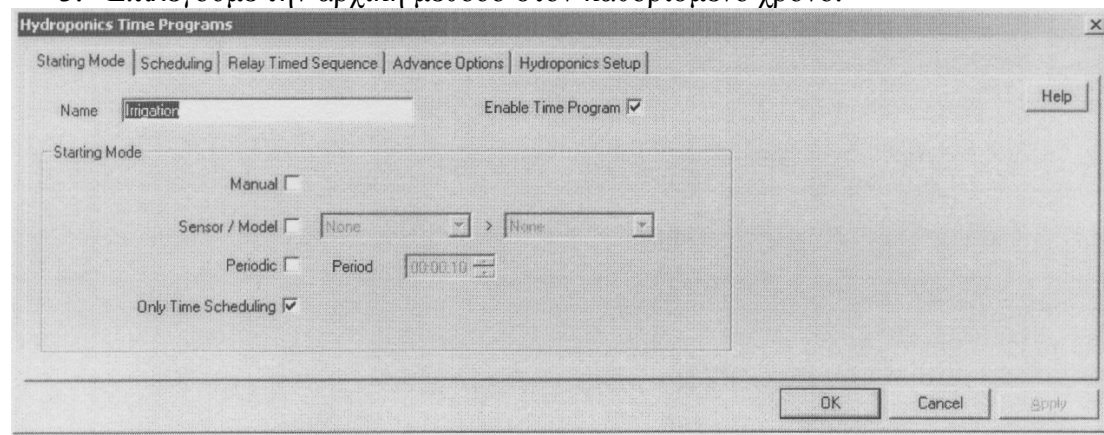 Επιλέγουμε την αρχική μέθοδο στον καθορισμένο χρόνο.
Hydroponics Time Programs
Starting Mode Scheduling Relay Timed Sequence Advance Options Hydroponics Setup
Name Irrigation Enable Time Program Help
Starting Mode
Manual
Sensor / Model None > None
Periodic Period 00:00:10
Only Time Scheduling
OK Cancel Apply